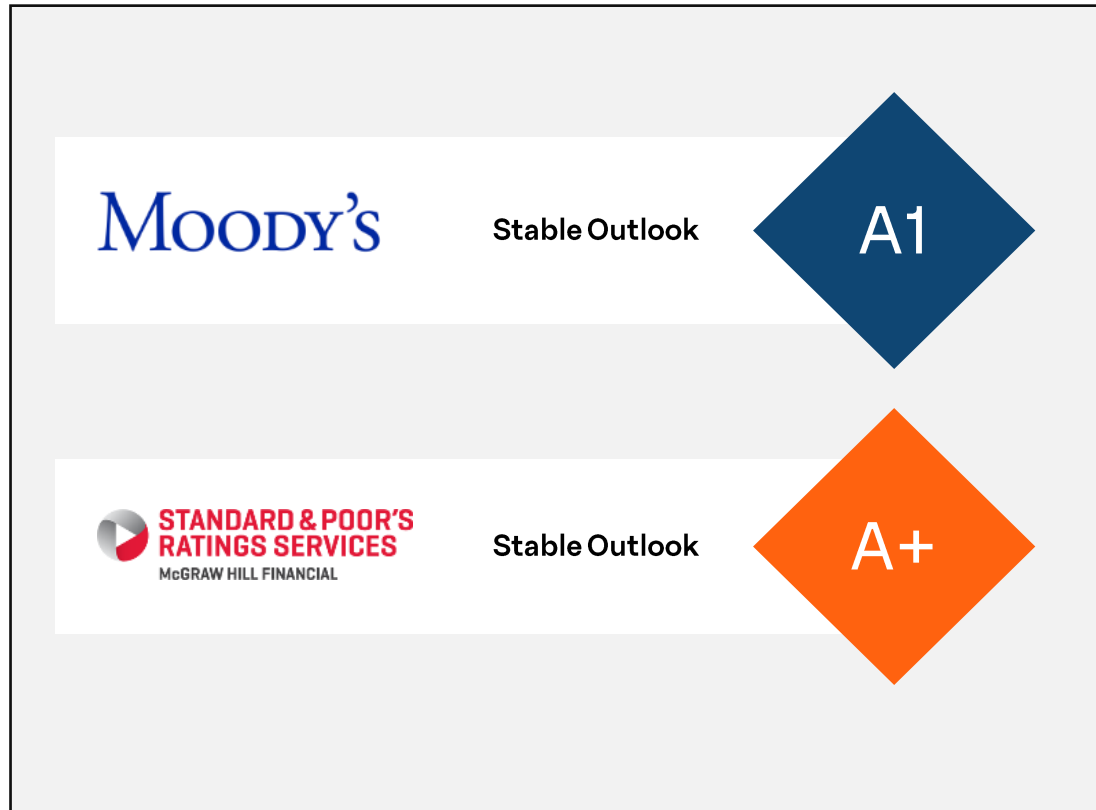 MOODY'S
Stable Outlook
A1
STANDARD & POOR'S
RATINGS SERVICES
McGRAW HILL FINANCIAL
Stable Outlook
A+